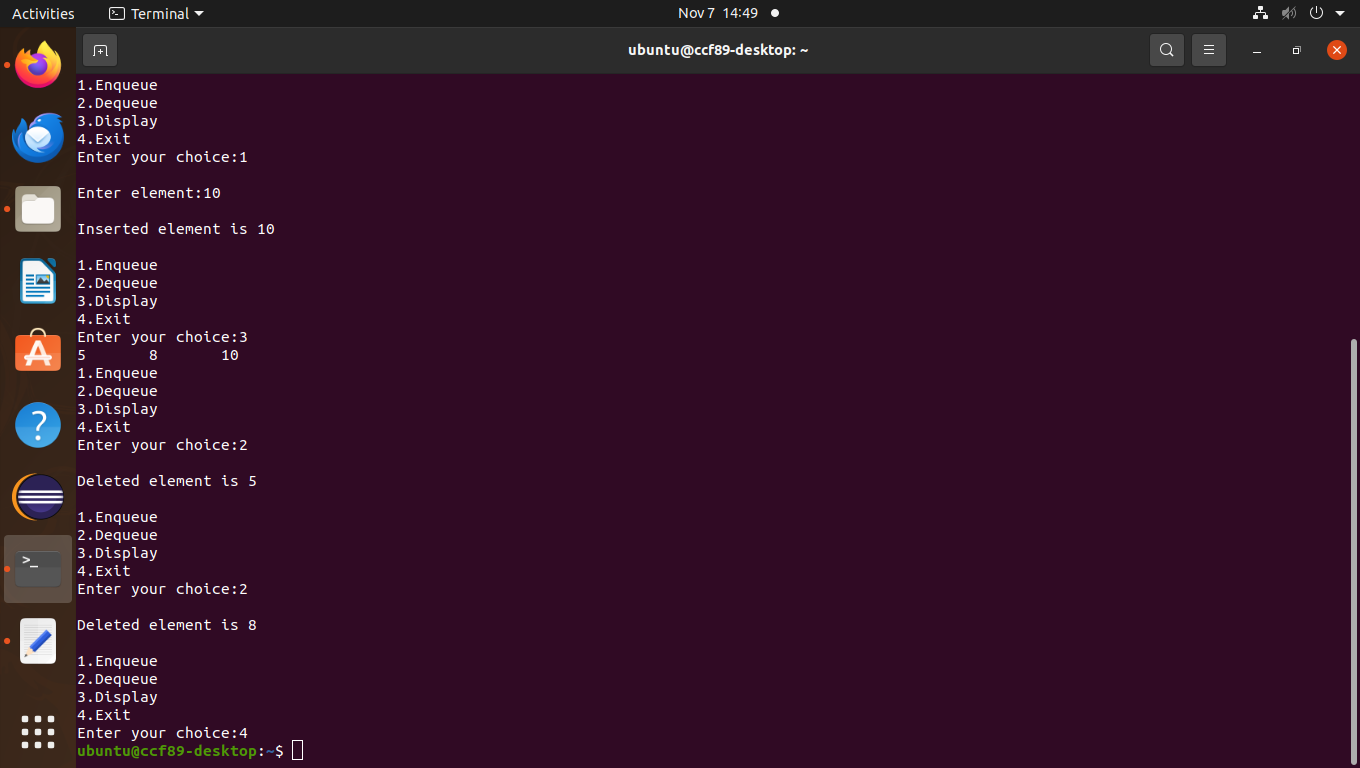 Activities Terminal Nov 7 14:49
ubuntu@ccf89-desktop: ~
1.Enqueue
2.Dequeue
3.Display
4.Exit
Enter your choice:1
Enter element:10
Inserted element is 10
1.Enqueue
2.Dequeue
3.Display
4.Exit
Enter your choice:3
5 8 10
1.Enqueue
2.Dequeue
3.Display
4.Exit
Enter your choice:2
Deleted element is 5
1.Enqueue
2.Dequeue
3.Display
4.Exit
Enter your choice:2
Deleted element is 8
1.Enqueue
2.Dequeue
3.Display
4.Exit
Enter your choice:4
ubuntu@ccf89-desktop:~$